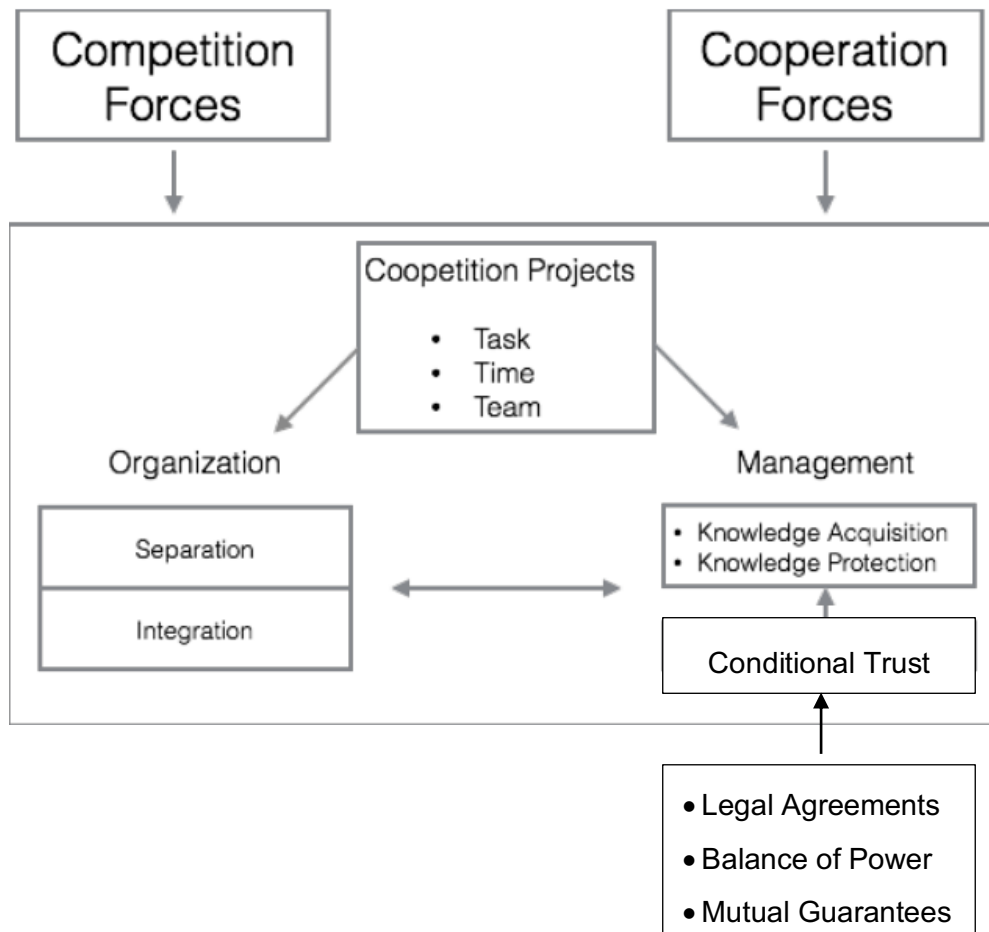 Competition
Forces
Cooperation
Forces
Coopetition Projects
• Task
• Time
• Team
Organization
Management
Separation
Integration
• Knowledge Acquisition
• Knowledge Protection
Conditional Trust
• Legal Agreements
• Balance of Power
• Mutual Guarantees